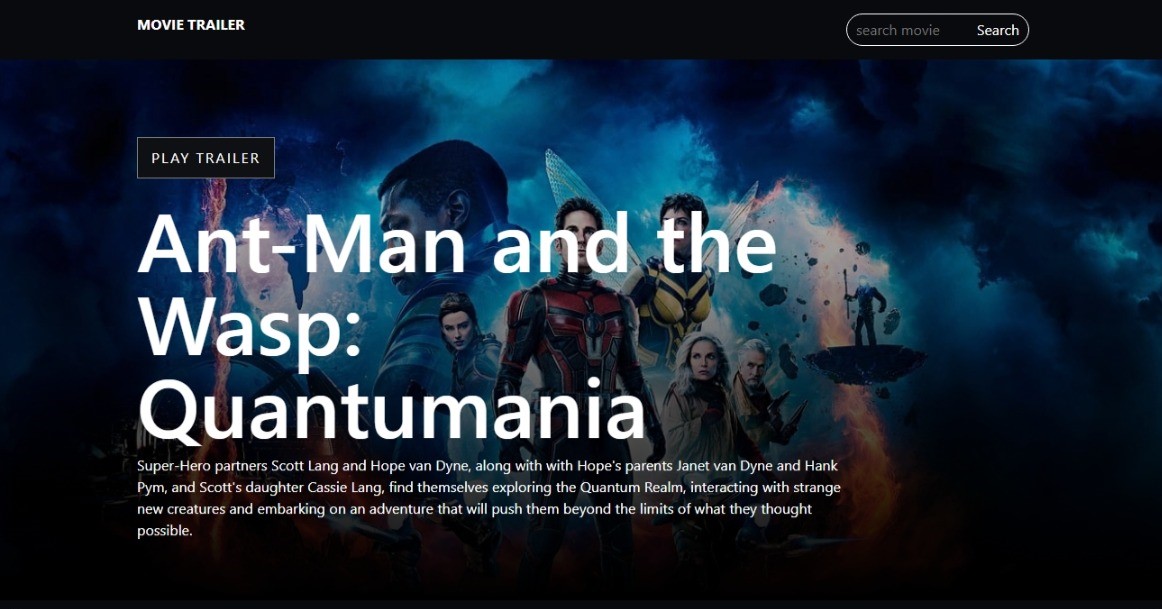 MOVIE TRAILER
search movie Search
PLAY TRAILER
Ant-Man and the
Wasp:
Quantumania
Super-Hero partners Scott Lang and Hope van Dyne, along with with Hope's parents Janet van Dyne and Hank
Pym, and Scott's daughter Cassie Lang, find themselves exploring the Quantum Realm, interacting with strange
new creatures and embarking on an adventure that will push them beyond the limits of what they thought
possible.